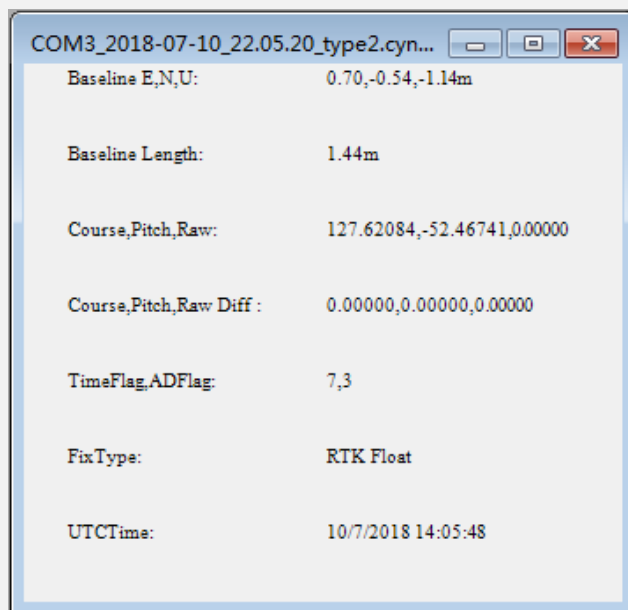 COM3_2018-07-10_22.05.20_type2.cyn...
Baseline E,N,U: 0.70,-0.54,-1.14m
Baseline Length: 1.44m
Course,Pitch,Raw: 127.62084,-52.46741,0.00000
Course,Pitch,Raw Diff : 0.00000,0.00000,0.00000
TimeFlag,ADFlag: 7,3
FixType: RTK Float
UTCTime: 10/7/2018 14:05:48